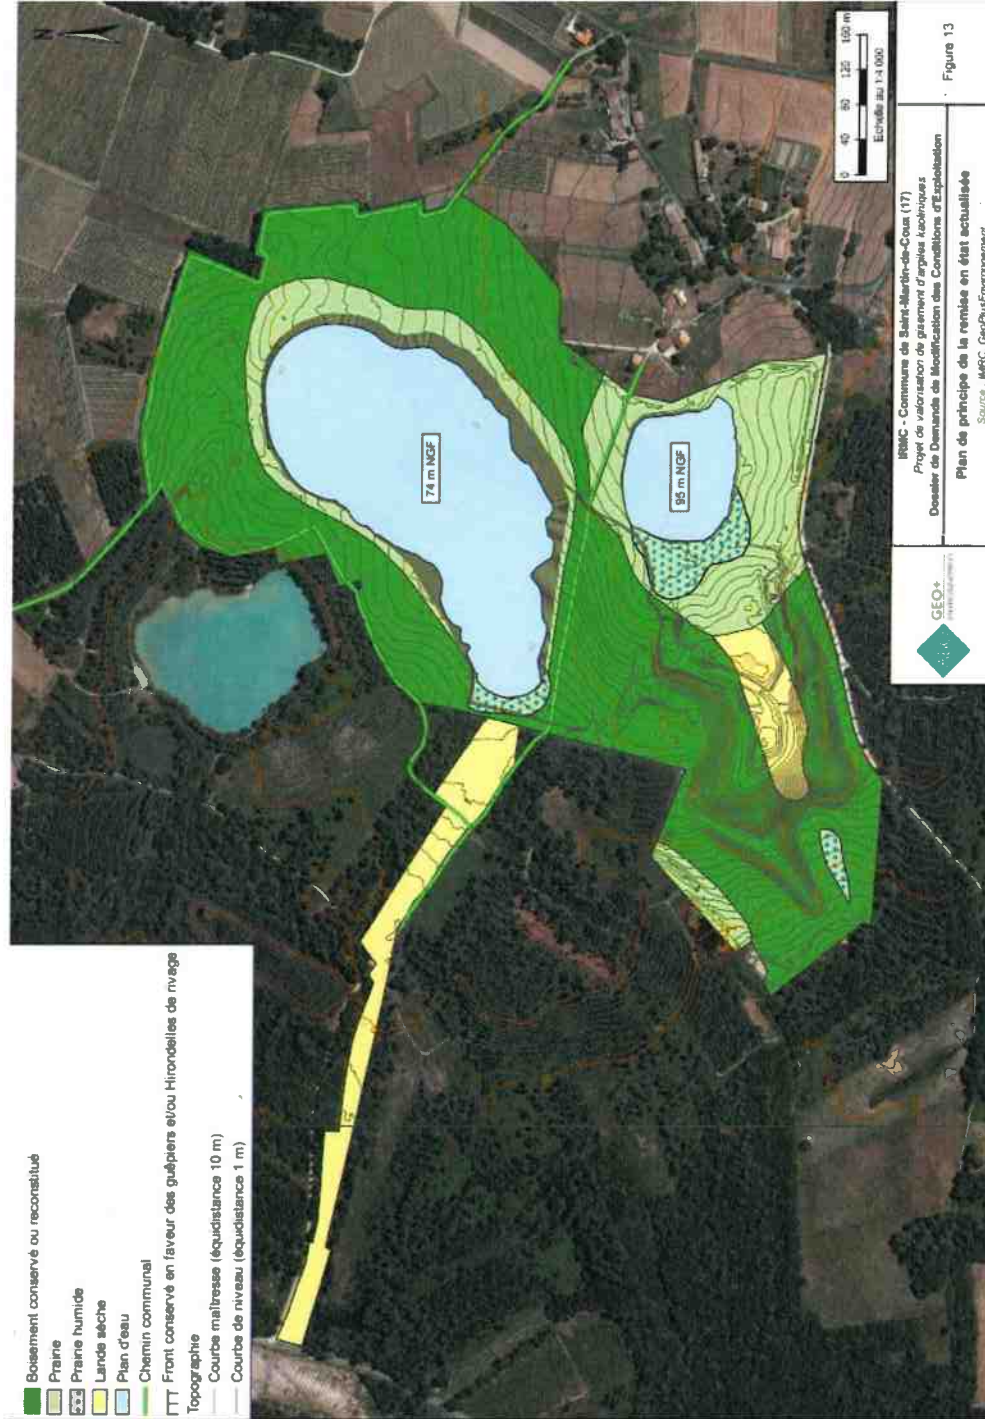 Boisement conservé ou reconstitué
Prairie
Prairie humide
Lande sèche
Plan d'eau
Chemin communal
Front conservé en faveur des guêpiers et/ou Hirondelles de rivage
Topographie
Courbe maîtresse (équidistance 10 m)
Courbe de niveau (équidistance 1 m)
N
74 m NGF
95 m NGF
0 40 80 120 160 m
Echelle au 1:4 000
GEO+
IRMC - Commune de Saint-Martin-de-Coux (17)
Projet de valorisation de gisement d'argiles kaoliniques
Dossier de Demande de Modification des Conditions d'Exploitation
Plan de principe de la remise en état actualisée
Source : IMRC, GéoPlusEnvironnement
Figure 13